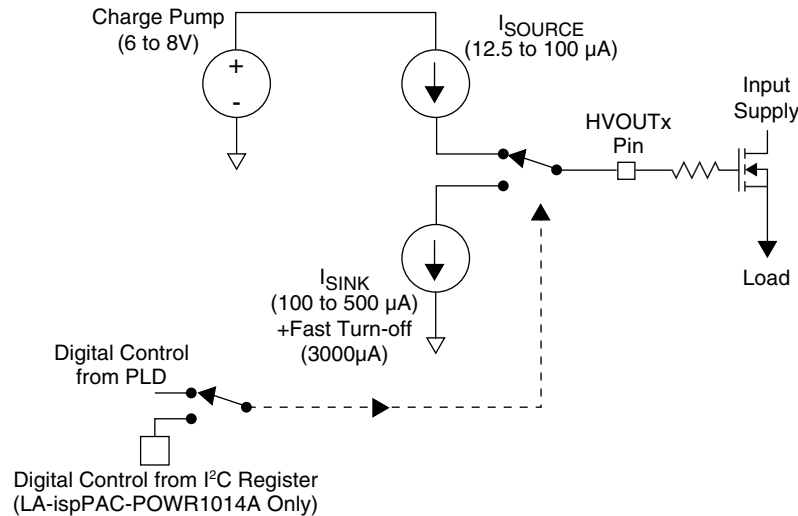 Charge Pump
(6 to 8V)
+
-
ISOURCE
(12.5 to 100 µA)
Input
Supply
HVOUTx
Pin
ISINK
(100 to 500 µA)
+Fast Turn-off
(3000µA)
Load
Digital Control
from PLD
Digital Control from I²C Register
(LA-ispPAC-POWR1014A Only)